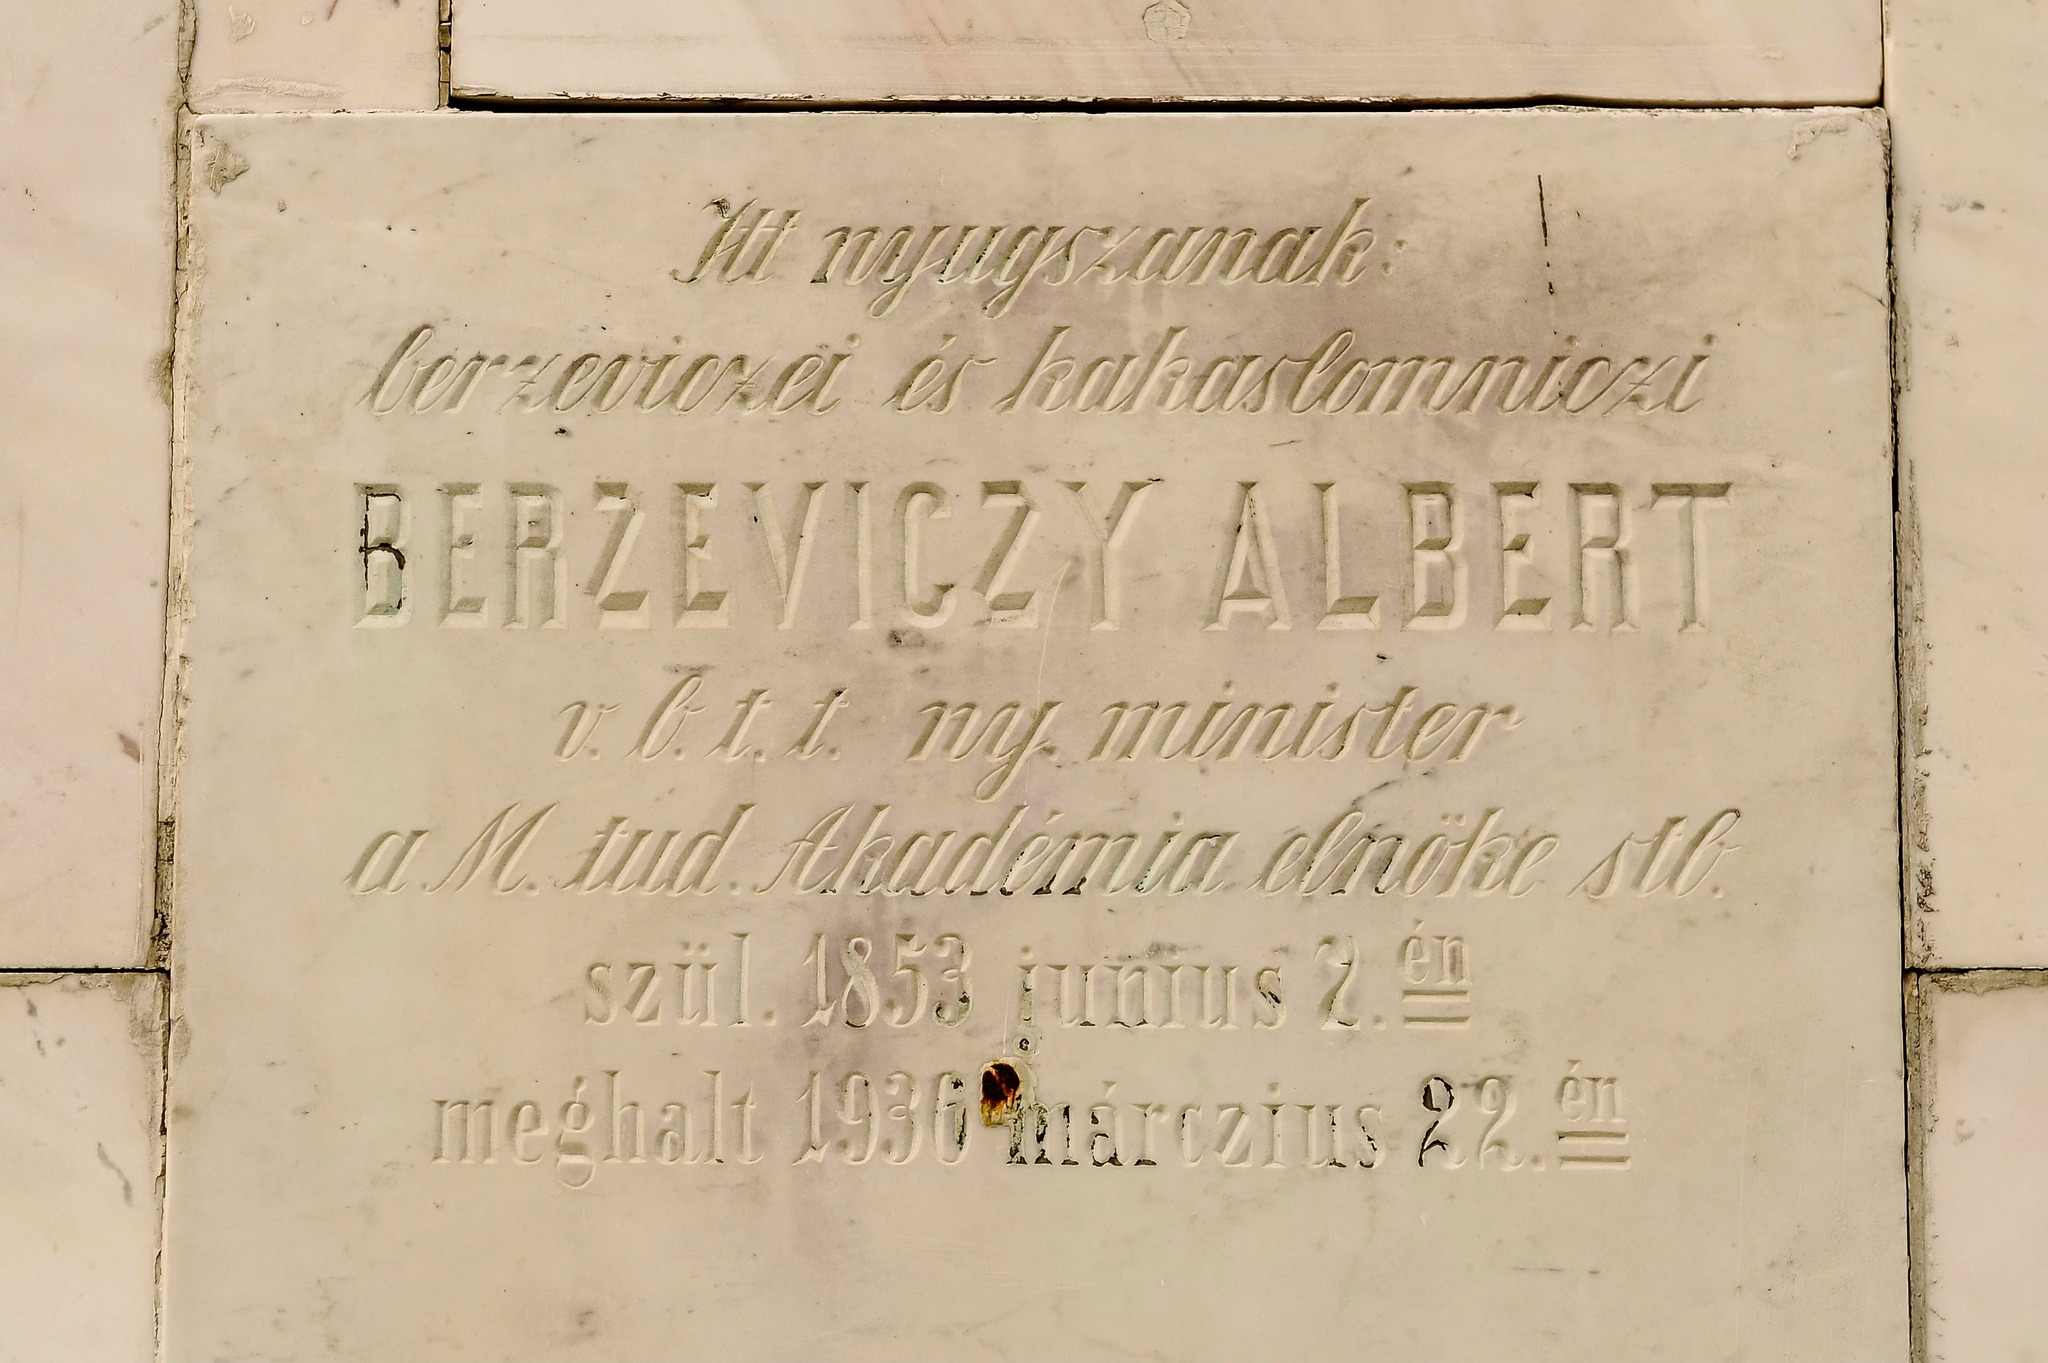 Itt nyugszanak:
berzeviczei és kakaslomniczi
BERZEVICZY ALBERT
v. b. t. t. ny. minister
a M. tud. Akadémia elnöke stb.
szül. 1853 junius 2. én
meghalt 1936 márczius 22. én